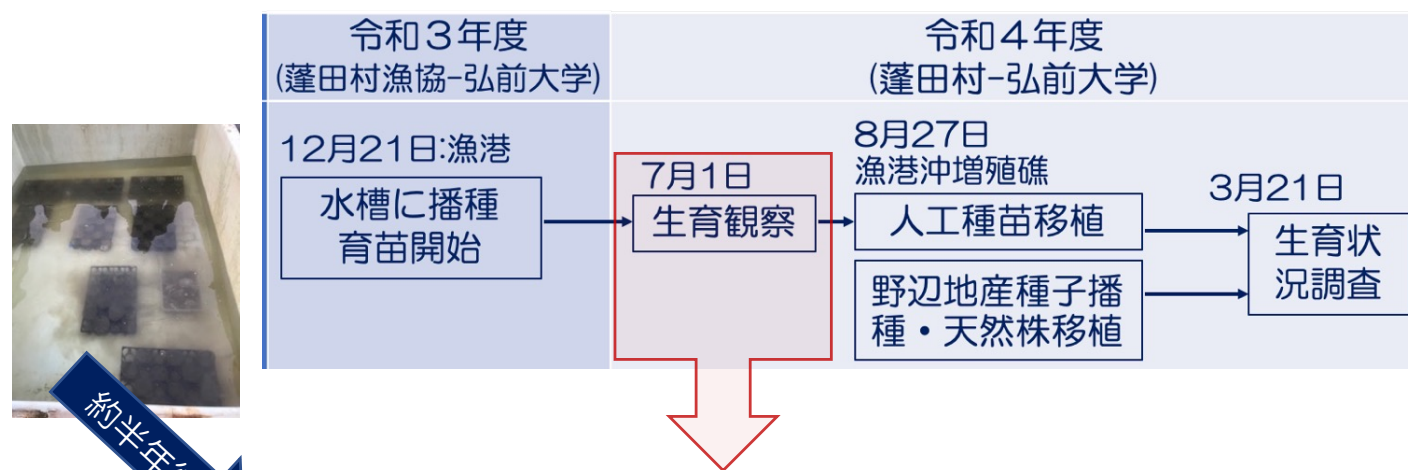 令和3年度
(蓬田村漁協-弘前大学)
令和4年度
(蓬田村-弘前大学)
12月21日:漁港
水槽に播種
育苗開始
7月1日
生育観察
8月27日
漁港沖増殖礁
人工種苗移植
野辺地産種子播
種・天然株移植
3月21日
生育状
況調査
約半年